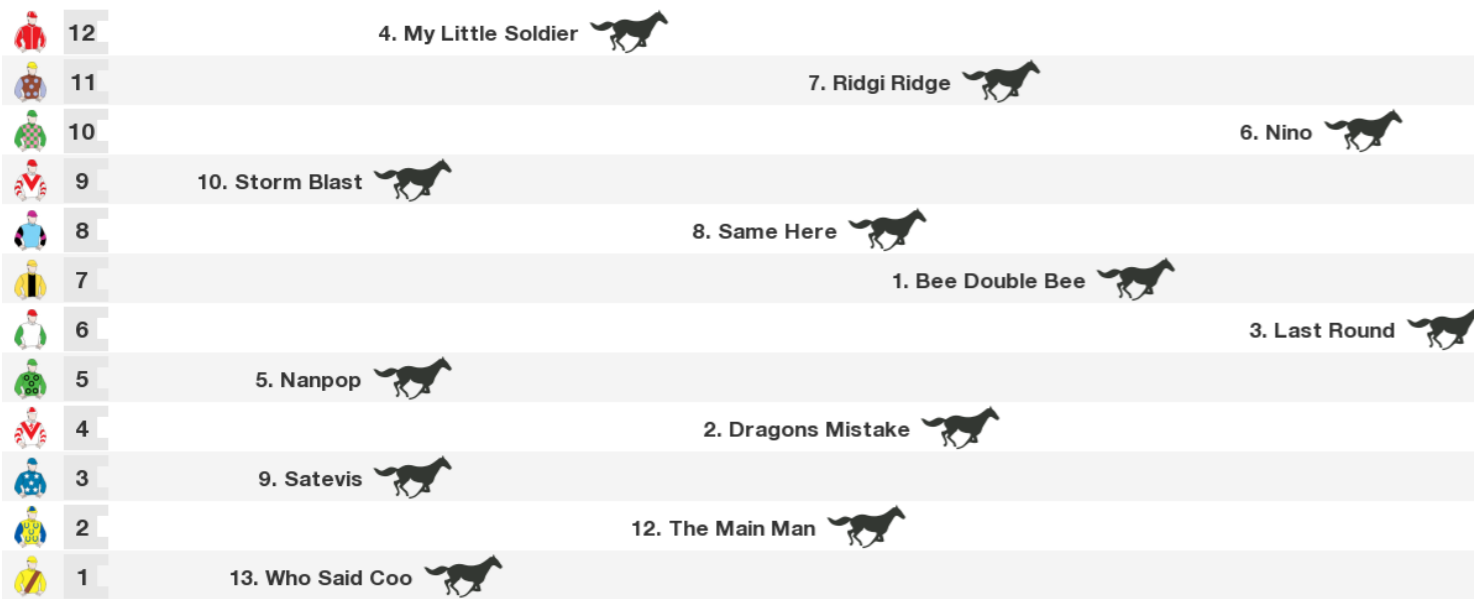 12 4. My Little Soldier
11 7. Ridgi Ridge
10 6. Nino
9 10. Storm Blast
8 8. Same Here
7 1. Bee Double Bee
6 3. Last Round
5 5. Nanpop
4 2. Dragons Mistake
3 9. Satevis
2 12. The Main Man
1 13. Who Said Coo